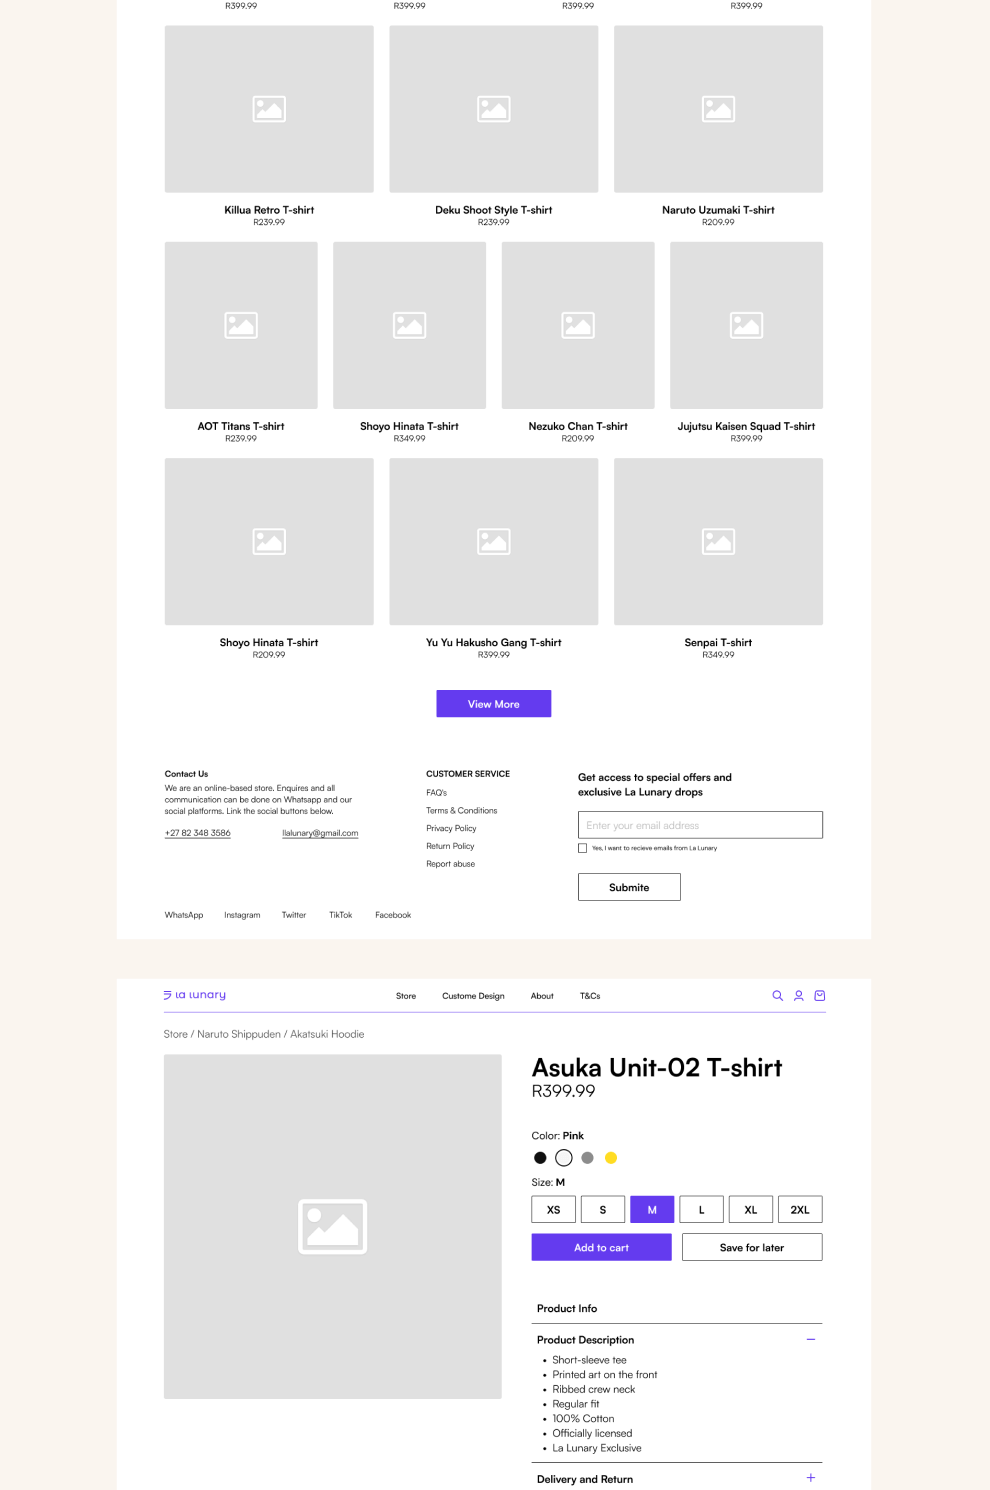 R399.99 R399.99 R399.99 R399.99
Killua Retro T-shirt Deku Shoot Style T-shirt Naruto Uzumaki T-shirt
R239.99 R239.99 R209.99
AOT Titans T-shirt Shoyo Hinata T-shirt Nezuko Chan T-shirt Jujutsu Kaisen Squad T-shirt
R239.99 R349.99 R209.99 R399.99
Shoyo Hinata T-shirt Yu Yu Hakusho Gang T-shirt Senpai T-shirt
R209.99 R399.99 R349.99
View More
Contact Us
We are an online-based store. Enquires and all
communication can be done on Whatsapp and our
social platforms. Link the social buttons below.
+27 82 348 3586 llalunary@gmail.com
WhatsApp Instagram Twitter TikTok Facebook
CUSTOMER SERVICE
FAQ's
Terms & Conditions
Privacy Policy
Return Policy
Report abuse
Get access to special offers and
exclusive La Lunary drops
Enter your email address
Yes, I want to recieve emails from La Lunary
Submite
la lunary Store Custome Design About T&Cs
Store / Naruto Shippuden / Akatsuki Hoodie
Asuka Unit-02 T-shirt
R399.99
Color: Pink
Size: M
XS S M L XL 2XL
Add to cart Save for later
Product Info
Product Description
• Short-sleeve tee
• Printed art on the front
• Ribbed crew neck
• Regular fit
• 100% Cotton
• Officially licensed
• La Lunary Exclusive
Delivery and Return